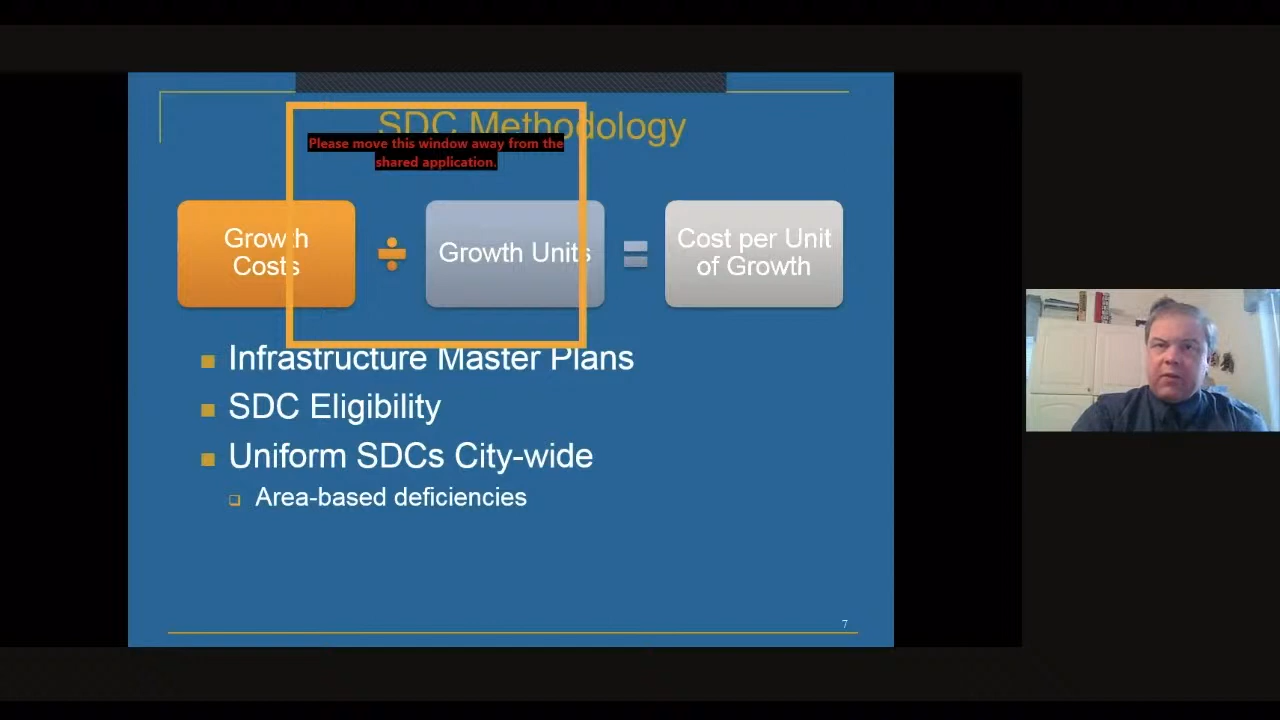 SDC Methodology
Please move this window away from the
shared application.
Growth
Costs
÷
Growth Units
=
Cost per Unit
of Growth
Infrastructure Master Plans
SDC Eligibility
Uniform SDCs City-wide
Area-based deficiencies
7